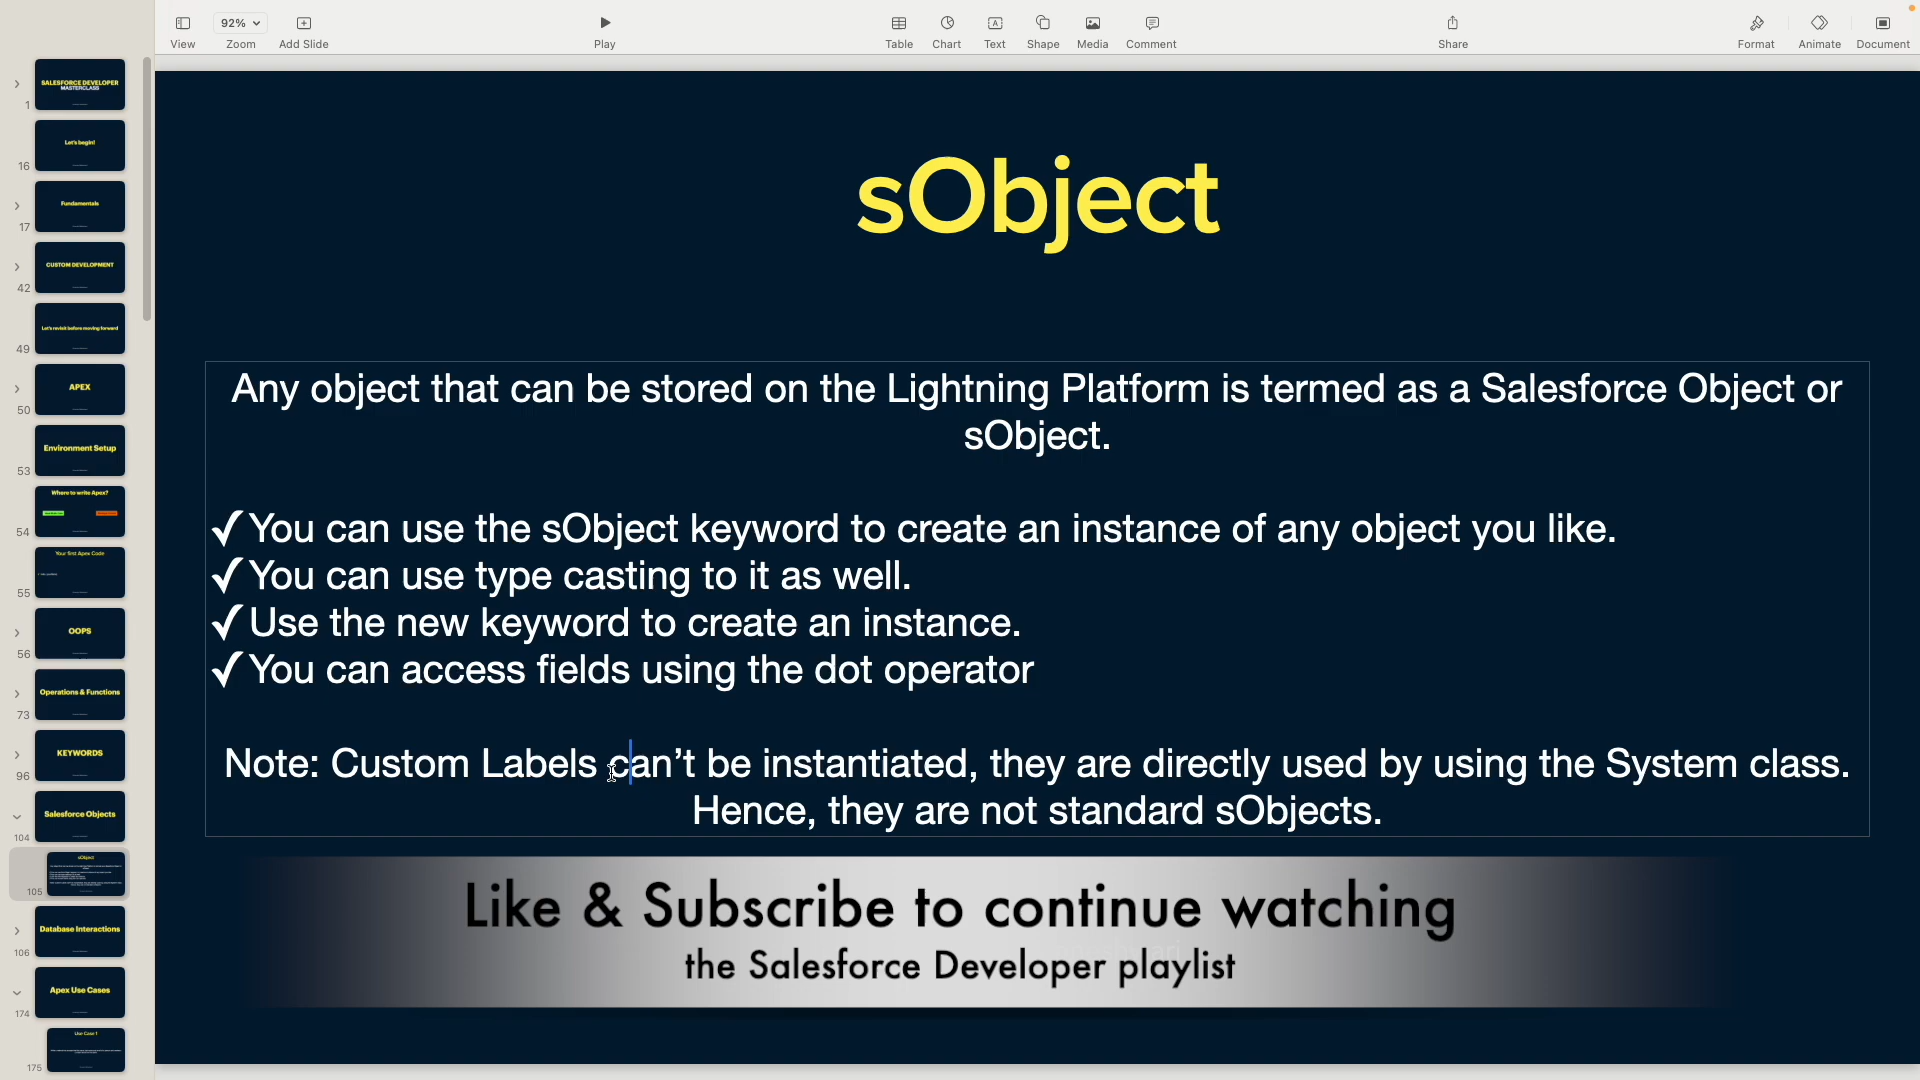 View
92%
Zoom
Add Slide
Play
Table
Chart
Text
Shape
Media
Comment
Share
Format
Animate
Document
SALESFORCE DEVELOPER
MASTERCLASS
1
Let's begin!
16
Fundamentals
17
CUSTOM DEVELOPMENT
42
Let's revisit before moving forward
49
APEX
50
Environment Setup
53
Where to write Apex?
54
Your first Apex Code
55
OOPS
56
Operations & Functions
73
KEYWORDS
96
Salesforce Objects
104
sObject
105
Database Interactions
106
Apex Use Cases
174
Use Case 1
175
sObject
Any object that can be stored on the Lightning Platform is termed as a Salesforce Object or
sObject.
✓You can use the sObject keyword to create an instance of any object you like.
✓You can use type casting to it as well.
✓Use the new keyword to create an instance.
✓You can access fields using the dot operator
Note: Custom Labels can’t be instantiated, they are directly used by using the System class.
Hence, they are not standard sObjects.
Like & Subscribe to continue watching
the Salesforce Developer playlist